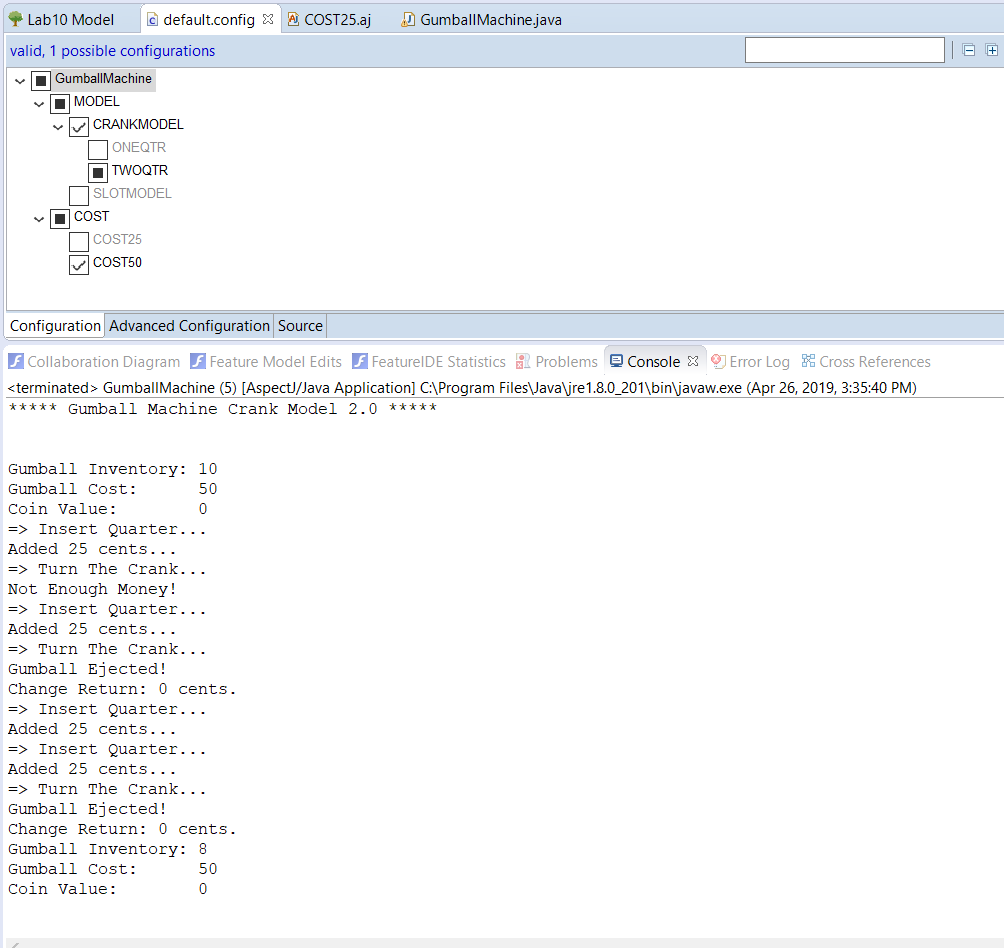 Lab10 Model default.config COST25.aj GumballMachine.java
valid, 1 possible configurations
GumballMachine
MODEL
CRANKMODEL
ONEQTR
TWOQTR
SLOTMODEL
COST
COST25
COST50
Configuration Advanced Configuration Source
Collaboration Diagram Feature Model Edits FeatureIDE Statistics Problems Console Error Log Cross References
<terminated> GumballMachine (5) [AspectJ/Java Application] C:\Program Files\Java\jre1.8.0_201\bin\javaw.exe (Apr 26, 2019, 3:35:40 PM)
***** Gumball Machine Crank Model 2.0 *****
Gumball Inventory: 10
Gumball Cost: 50
Coin Value: 0
=> Insert Quarter...
Added 25 cents...
=> Turn The Crank...
Not Enough Money!
=> Insert Quarter...
Added 25 cents...
=> Turn The Crank...
Gumball Ejected!
Change Return: 0 cents.
=> Insert Quarter...
Added 25 cents...
=> Insert Quarter...
Added 25 cents...
=> Turn The Crank...
Gumball Ejected!
Change Return: 0 cents.
Gumball Inventory: 8
Gumball Cost: 50
Coin Value: 0